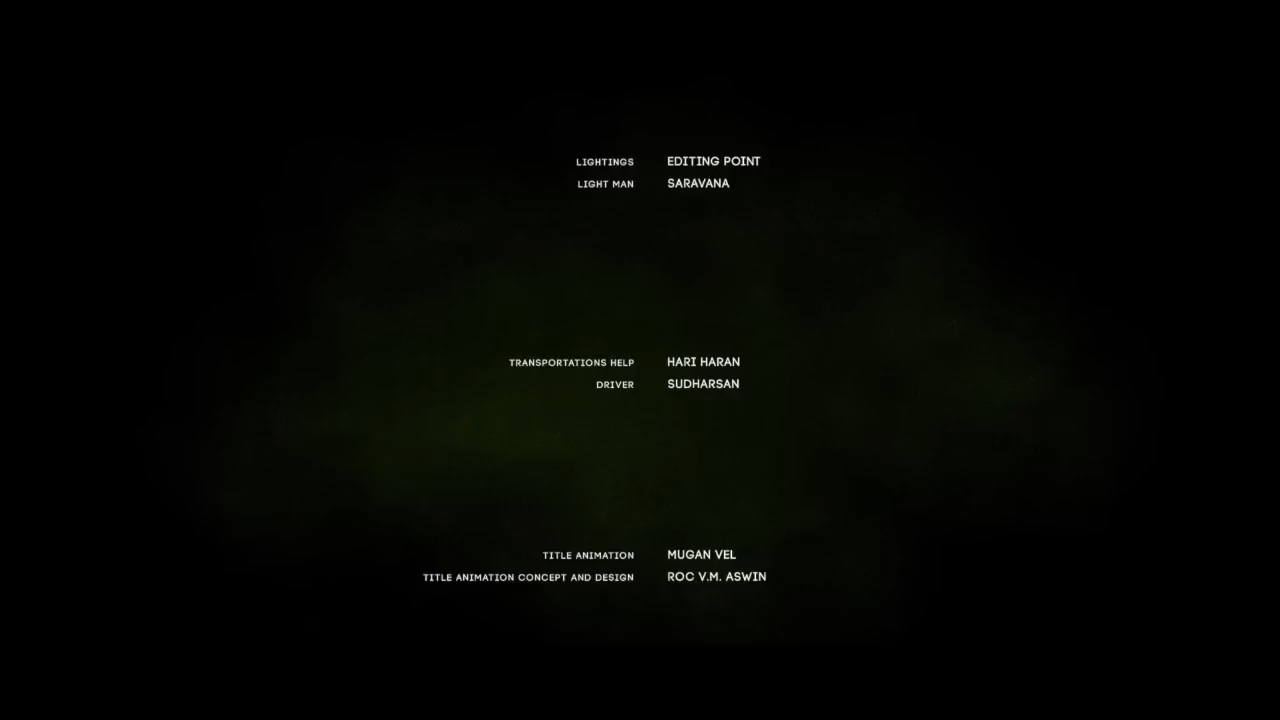 LIGHTINGS EDITING POINT
LIGHT MAN SARAVANA
TRANSPORTATIONS HELP HARI HARAN
DRIVER SUDHARSAN
TITLE ANIMATION MUGAN VEL
TITLE ANIMATION CONCEPT AND DESIGN ROC V.M. ASWIN